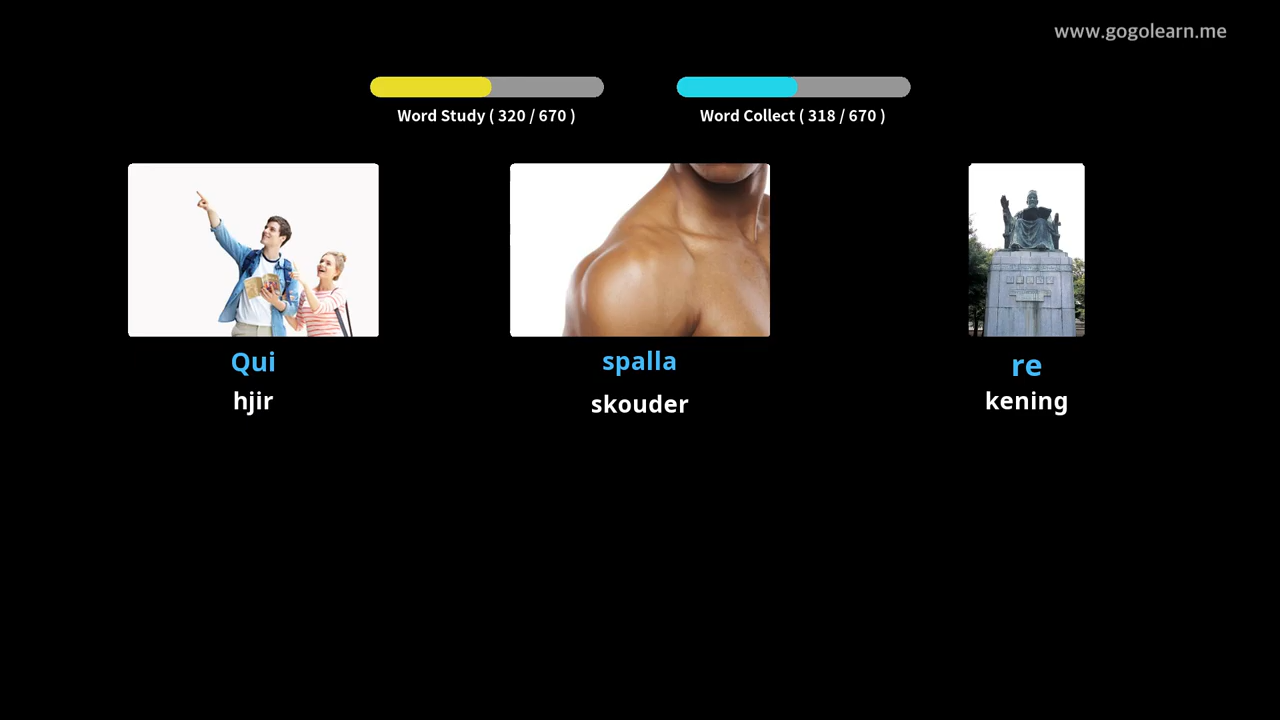 www.gogolearn.me
Word Study ( 320 / 670 )
Word Collect ( 318 / 670 )
Qui
hjir
spalla
skouder
re
kening